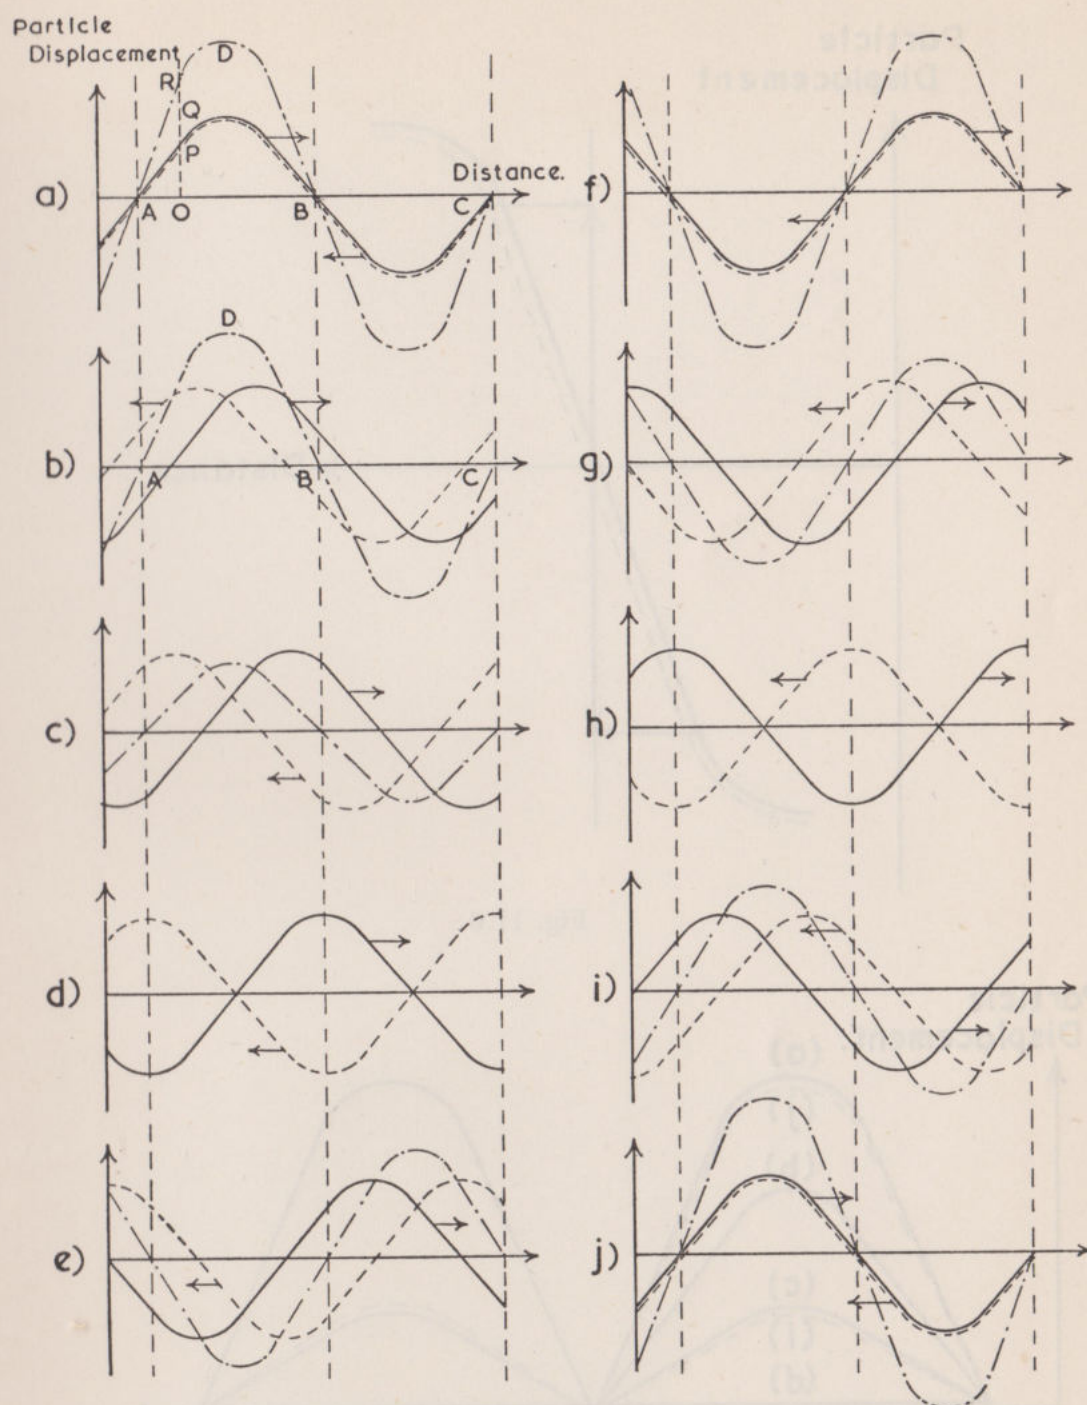 Particle
Displacement
R
D
Q
P
a)
A
O
B
Distance.
C
f)
D
b)
A
B
C
g)
c)
h)
d)
i)
e)
j)